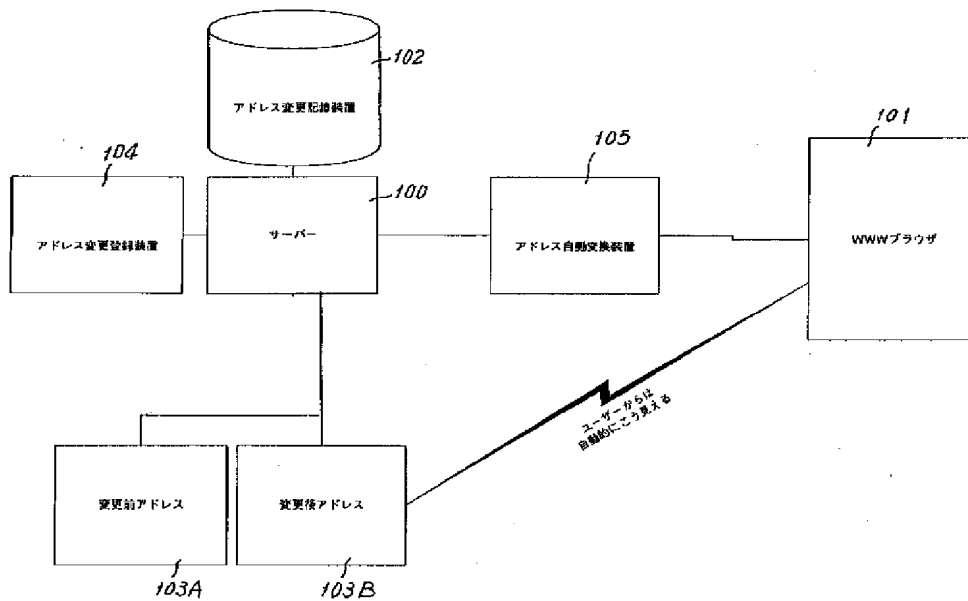 102
アドレス変更記録装置
104
アドレス変更登録装置
100
サーバー
105
アドレス自動変換装置
101
WWWブラウザ
ユーザーからは
自動的にこう見える
変更前アドレス
変更後アドレス
103A
103B